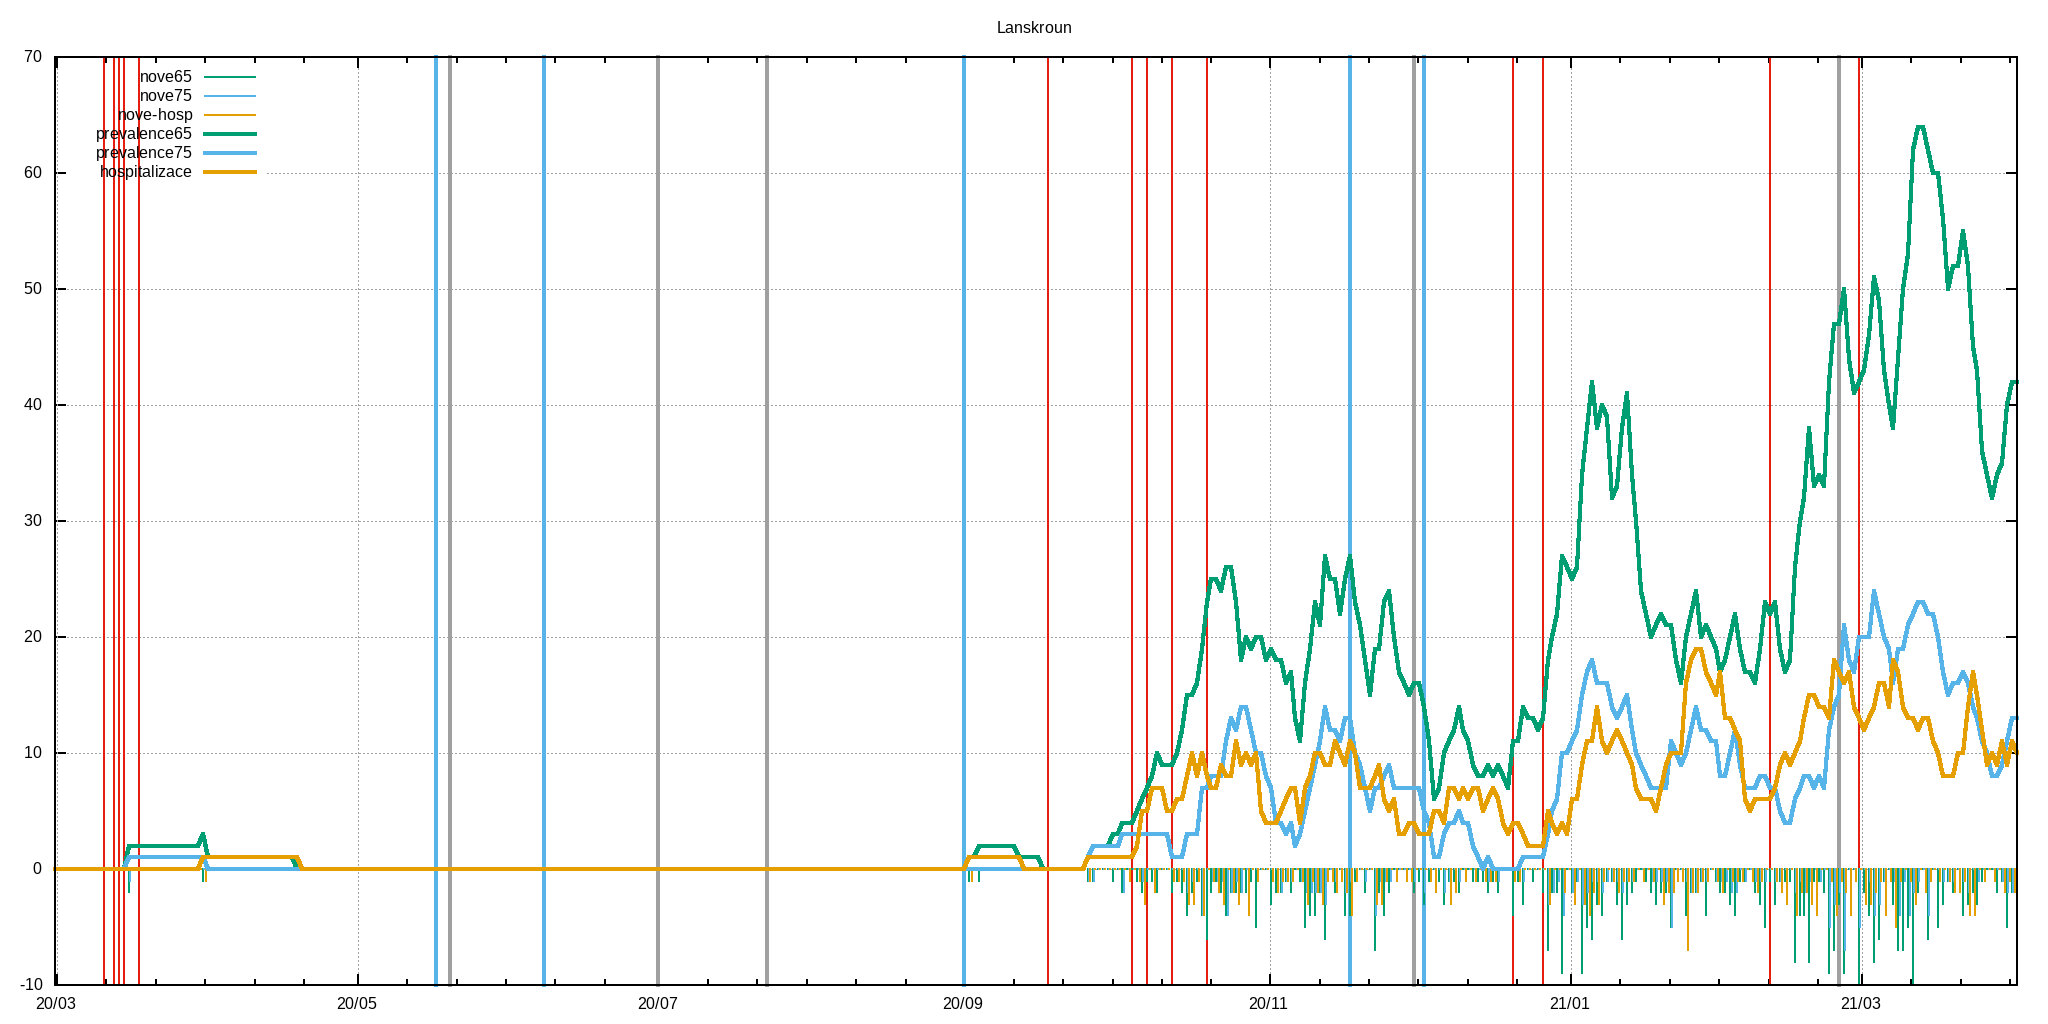 Lanskroun
70
60
50
40
30
20
10
0
-10
nove65
nove75
nove-hosp
prevalence65
prevalence75
hospitalizace
20/03 20/05 20/07 20/09 20/11 21/01 21/03